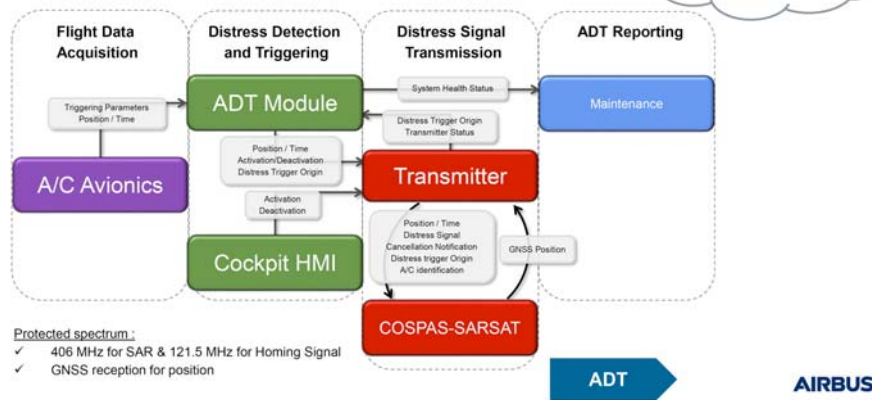 Flight Data
Acquisition
Distress Detection
and Triggering
Distress Signal
Transmission
ADT Reporting
System Health Status
ADT Module
Maintenance
Triggering Parameters
Position / Time
Distress Trigger Origin
Transmitter Status
Position / Time
Activation/Deactivation
Distress Trigger Origin
A/C Avionics
Transmitter
Activation
Deactivation
Position / Time
Distress Signal
Cancellation Notification
Distress trigger Origin
A/C identification
GNSS Position
Cockpit HMI
COSPAS-SARSAT
Protected spectrum :
✓ 406 MHz for SAR & 121.5 MHz for Homing Signal
✓ GNSS reception for position
ADT
AIRBUS